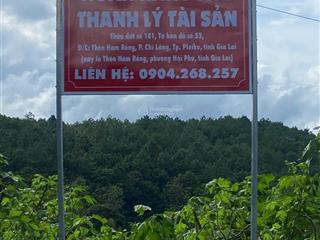 THANH LÝ TÀI SẢN
Thửa đất số 181, Tờ bản đồ số 53,
Đ/C: Thôn Hàm Rồng, P. Chi Lăng, Tp. Pleiku, tỉnh Gia Lai
(nay là Thôn Hàm Rồng, phường Hội Phú, tỉnh Gia Lai)
LIÊN HỆ: 0904.268.257